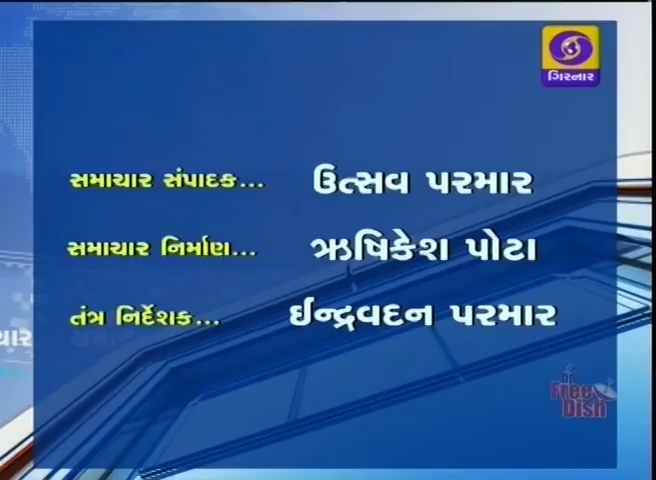 ગિરનાર
સમાચાર સંપાદક... ઉત્સવ પરમાર
સમાચાર નિર્માણ... ઋષિકેશ પોટા
તંત્ર નિર્દેશક... ઈન્દ્રવદન પરમાર
Free
Dish